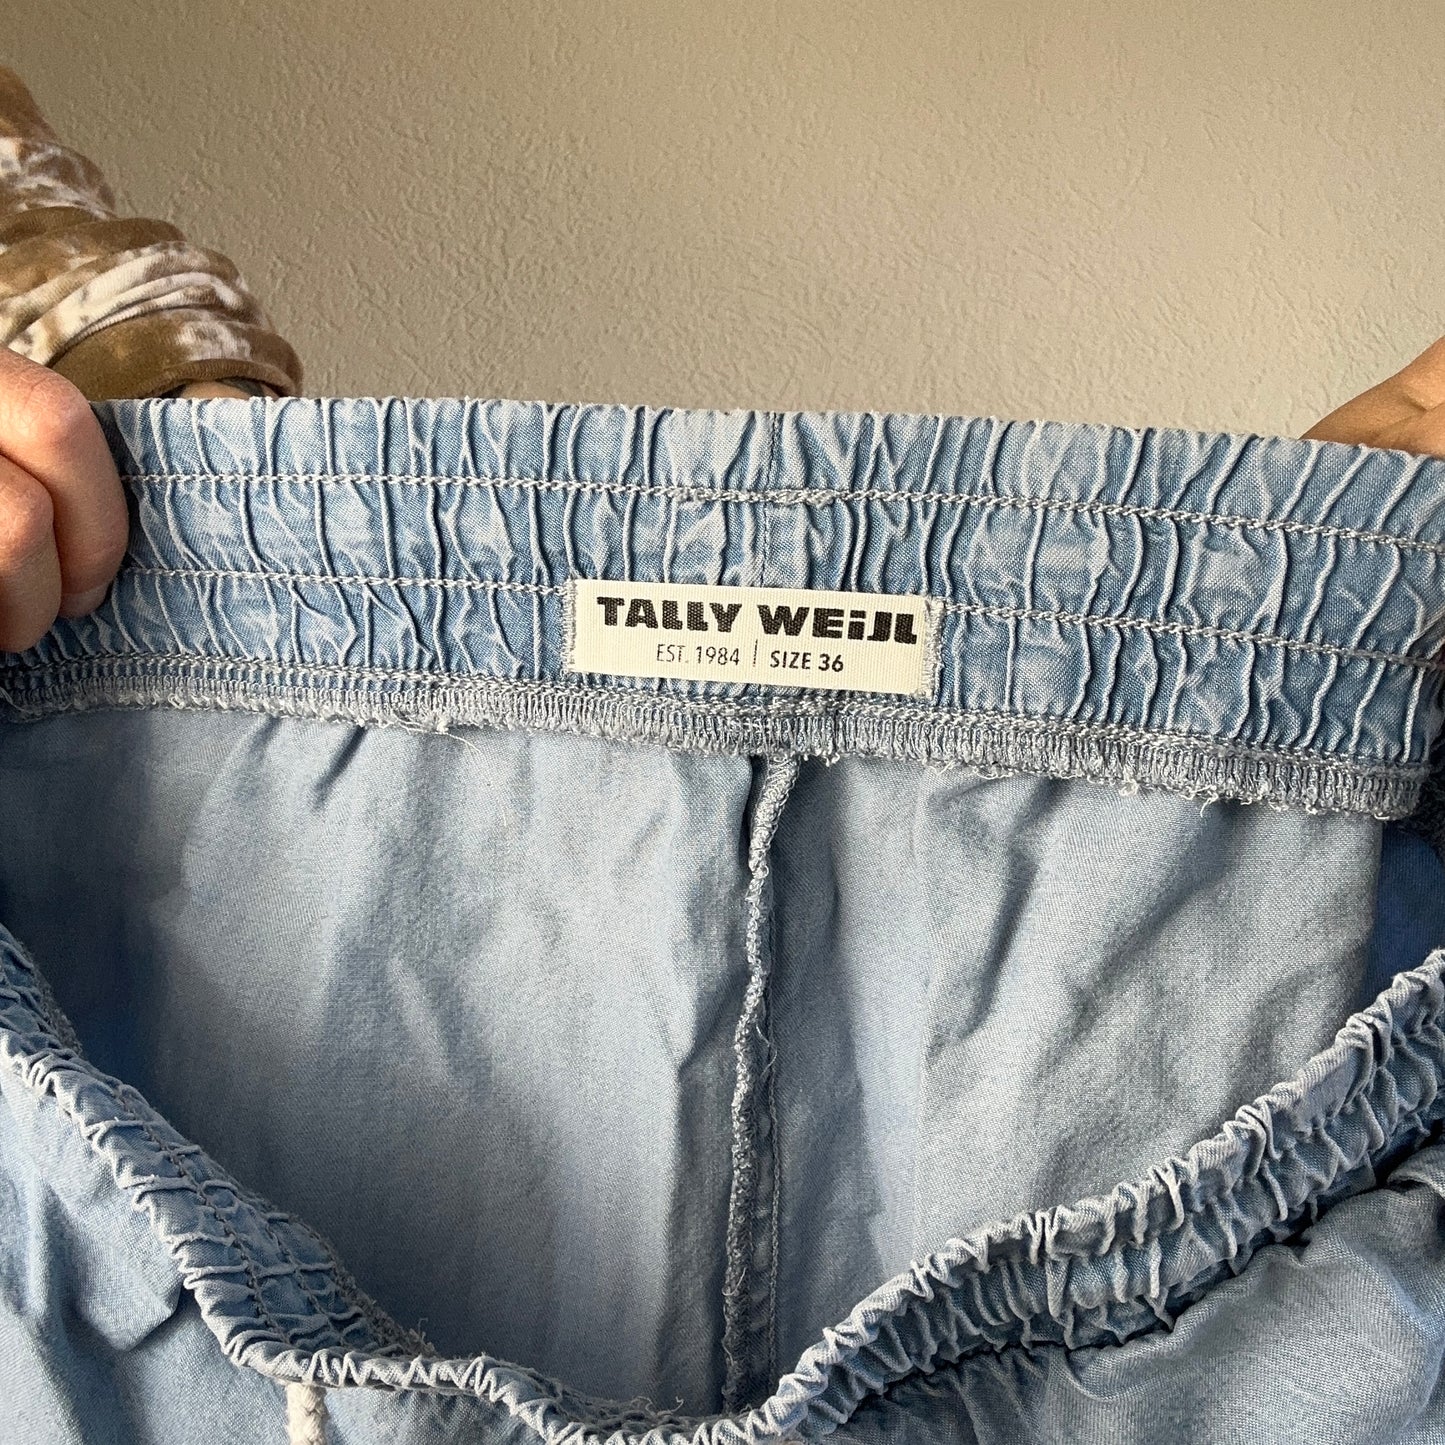 TALLY WEiJL
EST. 1984 | SIZE 36